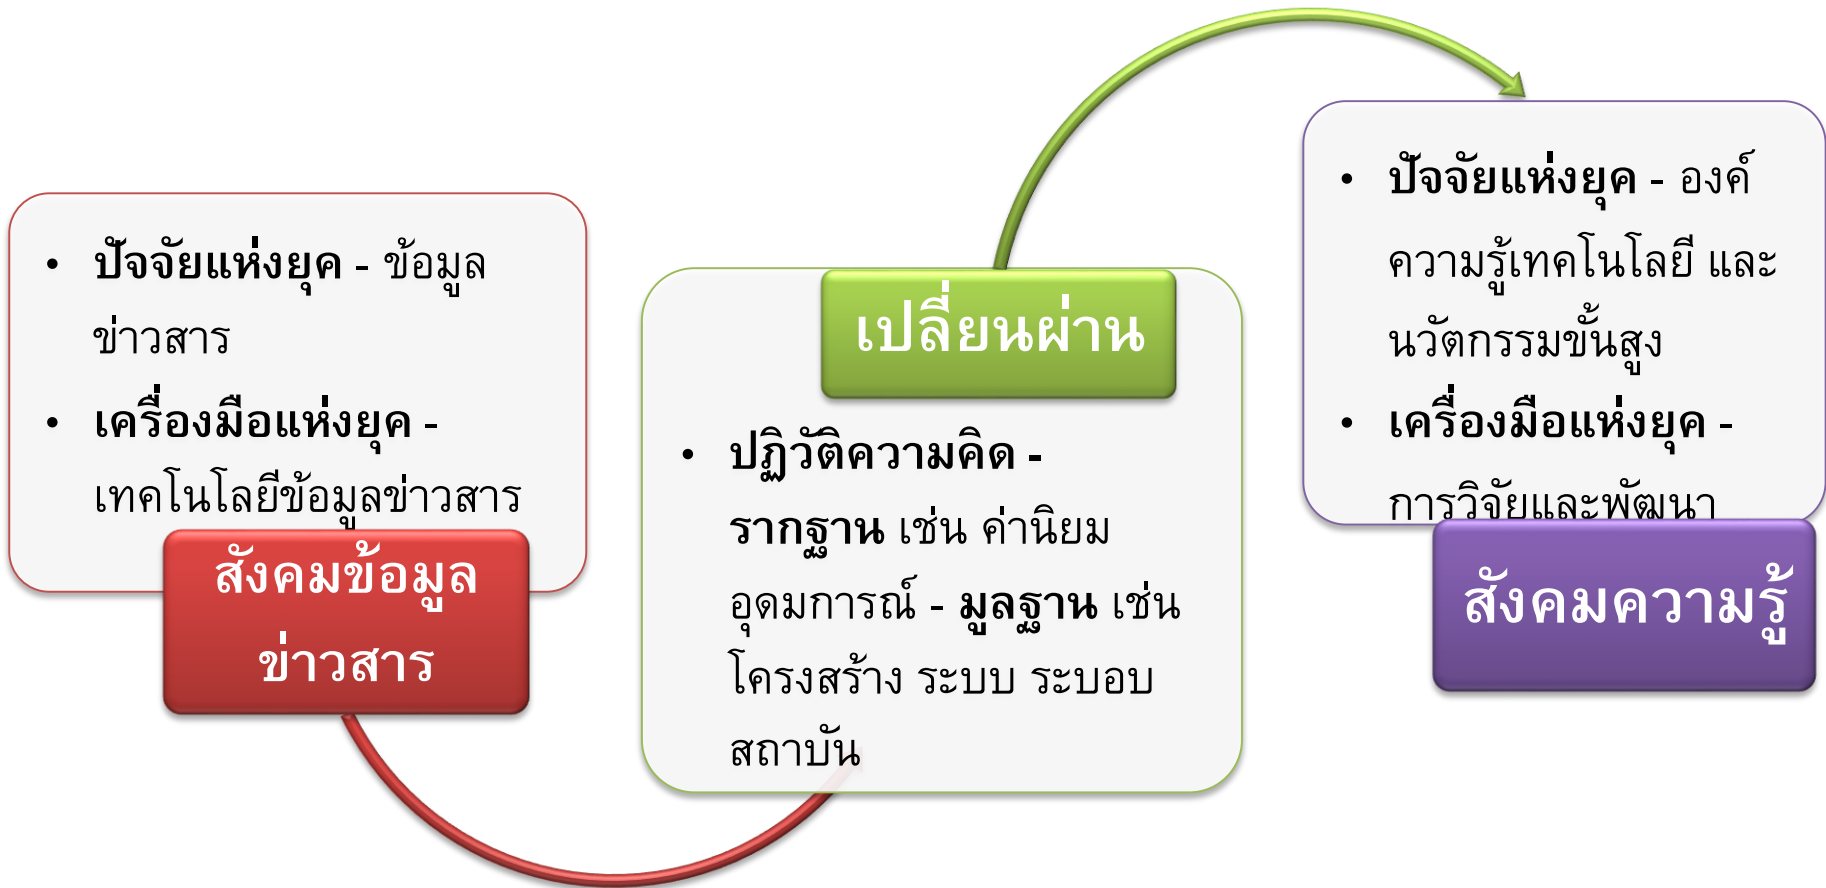 • ปัจจัยแห่งยุค - ข้อมูล
ข่าวสาร
• เครื่องมือแห่งยุค -
เทคโนโลยีข้อมูลข่าวสาร
สังคมข้อมูล
ข่าวสาร
เปลี่ยนผ่าน
• ปฏิวัติความคิด -
รากฐาน เช่น ค่านิยม
อุดมการณ์ - มูลฐาน เช่น
โครงสร้าง ระบบ ระบอบ
สถาบัน
• ปัจจัยแห่งยุค - องค์
ความรู้เทคโนโลยี และ
นวัตกรรมขั้นสูง
• เครื่องมือแห่งยุค -
การวิจัยและพัฒนา
สังคมความรู้